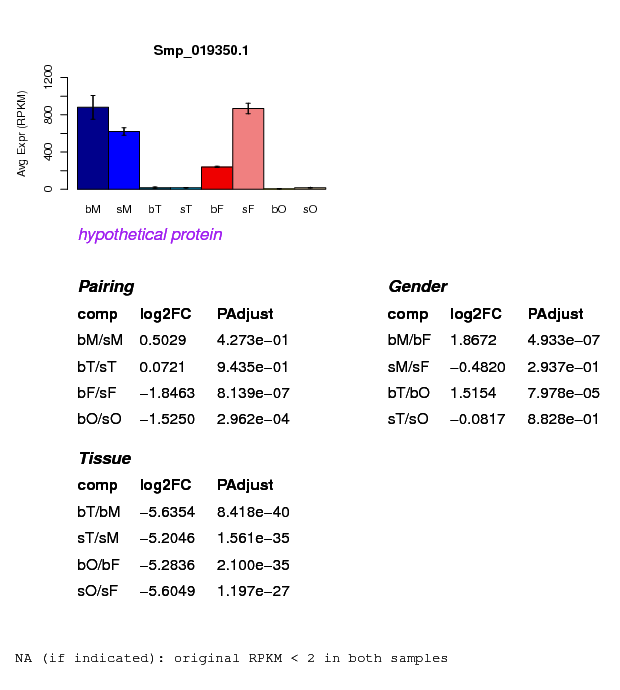 Smp_019350.1
Avg Expr (RPKM)
1200
800
400
0
bM sM bT sT bF sF bO sO
hypothetical protein
Pairing
comp log2FC PAdjust
bM/sM 0.5029 4.273e−01
bT/sT 0.0721 9.435e−01
bF/sF −1.8463 8.139e−07
bO/sO −1.5250 2.962e−04
Gender
comp log2FC PAdjust
bM/bF 1.8672 4.933e−07
sM/sF −0.4820 2.937e−01
bT/bO 1.5154 7.978e−05
sT/sO −0.0817 8.828e−01
Tissue
comp log2FC PAdjust
bT/bM −5.6354 8.418e−40
sT/sM −5.2046 1.561e−35
bO/bF −5.2836 2.100e−35
sO/sF −5.6049 1.197e−27
NA (if indicated): original RPKM < 2 in both samples